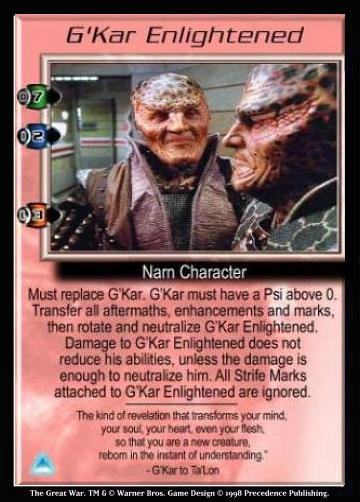 G'Kar Enlightened
D 7
D 2
L 3
Narn Character
Must replace G'Kar. G'Kar must have a Psi above 0.
Transfer all aftermaths, enhancements and marks,
then rotate and neutralize G'Kar Enlightened.
Damage to G'Kar Enlightened does not
reduce his abilities, unless the damage is
enough to neutralize him. All Strife Marks
attached to G'Kar Enlightened are ignored.
The kind of revelation that transforms your mind,
your soul, your heart, even your flesh,
so that you are a new creature,
reborn in the instant of understanding."
- G'Kar to Ta'Lon
The Great War. TM & © Warner Bros. Game Design © 1998 Precedence Publishing.